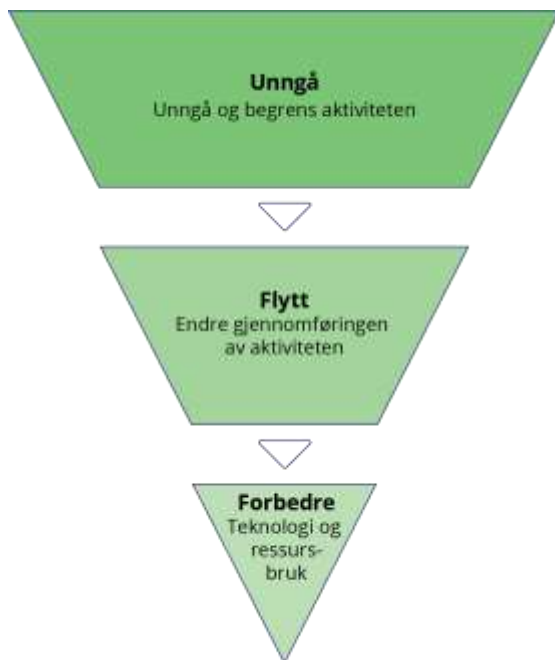 Unngå
Unngå og begrens aktiviteten
Flytt
Endre gjennomføringen
av aktiviteten
Forbedre
Teknologi og
ressurs-
bruk